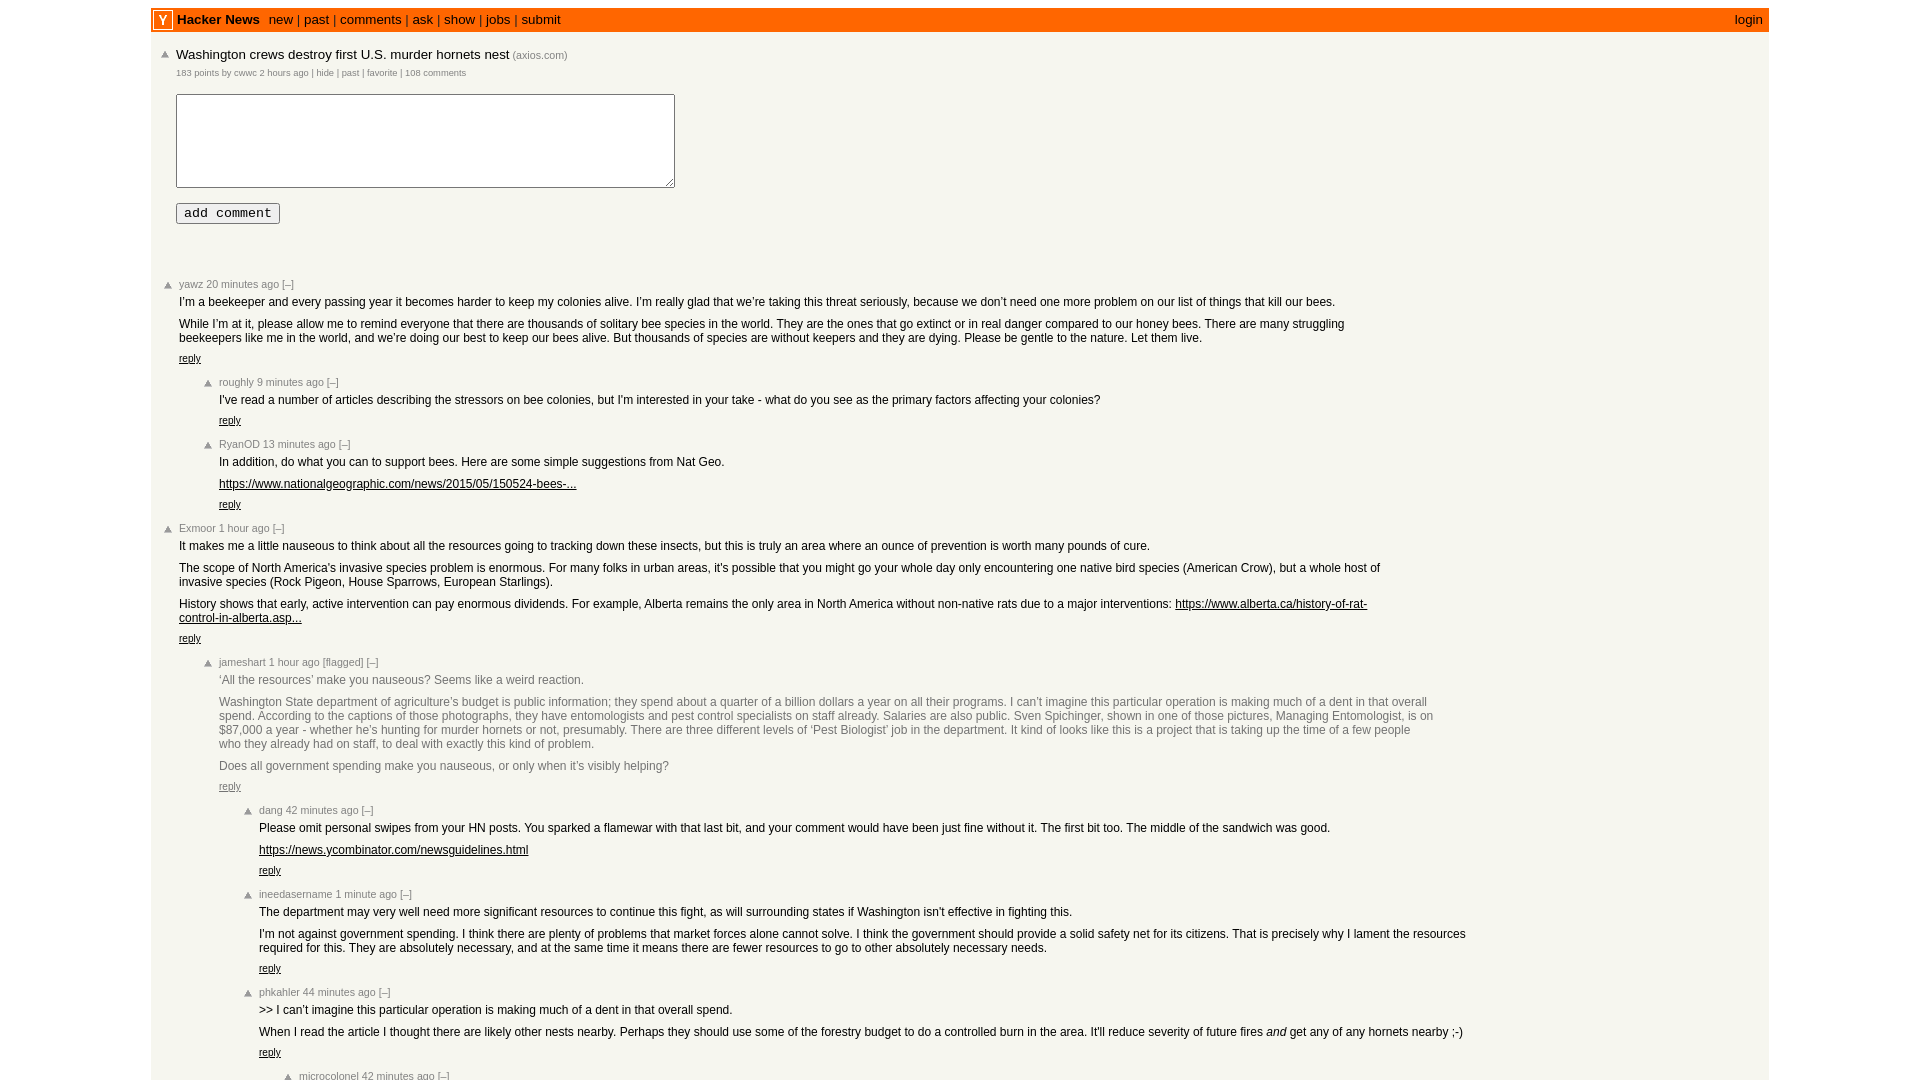 Y Hacker News new | past | comments | ask | show | jobs | submit login
Washington crews destroy first U.S. murder hornets nest (axios.com)
183 points by cwwc 2 hours ago | hide | past | favorite | 108 comments
add comment
yawz 20 minutes ago [–]
I’m a beekeeper and every passing year it becomes harder to keep my colonies alive. I’m really glad that we’re taking this threat seriously, because we don’t need one more problem on our list of things that kill our bees.
While I’m at it, please allow me to remind everyone that there are thousands of solitary bee species in the world. They are the ones that go extinct or in real danger compared to our honey bees. There are many struggling
beekeepers like me in the world, and we’re doing our best to keep our bees alive. But thousands of species are without keepers and they are dying. Please be gentle to the nature. Let them live.
reply
roughly 9 minutes ago [–]
I've read a number of articles describing the stressors on bee colonies, but I'm interested in your take - what do you see as the primary factors affecting your colonies?
reply
RyanOD 13 minutes ago [–]
In addition, do what you can to support bees. Here are some simple suggestions from Nat Geo.
https://www.nationalgeographic.com/news/2015/05/150524-bees-...
reply
Exmoor 1 hour ago [–]
It makes me a little nauseous to think about all the resources going to tracking down these insects, but this is truly an area where an ounce of prevention is worth many pounds of cure.
The scope of North America's invasive species problem is enormous. For many folks in urban areas, it's possible that you might go your whole day only encountering one native bird species (American Crow), but a whole host of
invasive species (Rock Pigeon, House Sparrows, European Starlings).
History shows that early, active intervention can pay enormous dividends. For example, Alberta remains the only area in North America without non-native rats due to a major interventions: https://www.alberta.ca/history-of-rat-
control-in-alberta.asp...
reply
jameshart 1 hour ago [flagged] [–]
‘All the resources’ make you nauseous? Seems like a weird reaction.
Washington State department of agriculture’s budget is public information; they spend about a quarter of a billion dollars a year on all their programs. I can’t imagine this particular operation is making much of a dent in that overall
spend. According to the captions of those photographs, they have entomologists and pest control specialists on staff already. Salaries are also public. Sven Spichinger, shown in one of those pictures, Managing Entomologist, is on
$87,000 a year - whether he’s hunting for murder hornets or not, presumably. There are three different levels of ‘Pest Biologist’ job in the department. It kind of looks like this is a project that is taking up the time of a few people
who they already had on staff, to deal with exactly this kind of problem.
Does all government spending make you nauseous, or only when it’s visibly helping?
reply
dang 42 minutes ago [–]
Please omit personal swipes from your HN posts. You sparked a flamewar with that last bit, and your comment would have been just fine without it. The first bit too. The middle of the sandwich was good.
https://news.ycombinator.com/newsguidelines.html
reply
ineedasername 1 minute ago [–]
The department may very well need more significant resources to continue this fight, as will surrounding states if Washington isn't effective in fighting this.
I'm not against government spending. I think there are plenty of problems that market forces alone cannot solve. I think the government should provide a solid safety net for its citizens. That is precisely why I lament the resources
required for this. They are absolutely necessary, and at the same time it means there are fewer resources to go to other absolutely necessary needs.
reply
phkahler 44 minutes ago [–]
>> I can’t imagine this particular operation is making much of a dent in that overall spend.
When I read the article I thought there are likely other nests nearby. Perhaps they should use some of the forestry budget to do a controlled burn in the area. It'll reduce severity of future fires and get any of any hornets nearby ;-)
reply
microcolonel 42 minutes ago [–]